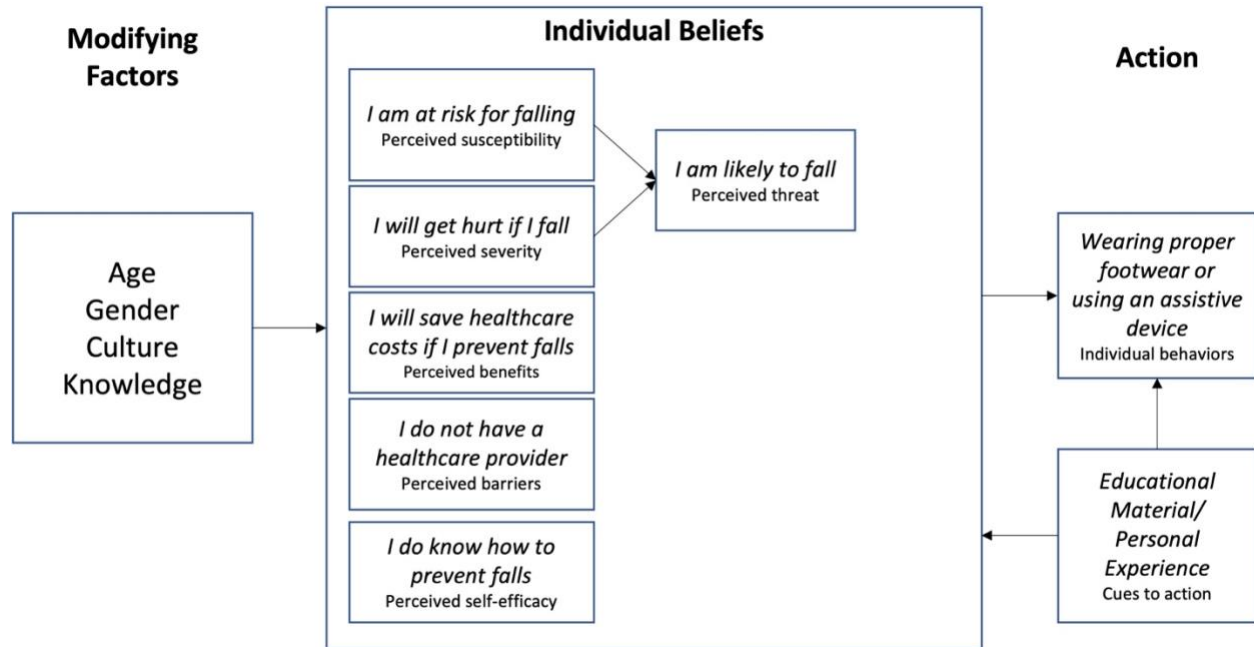 Modifying
Factors
Age
Gender
Culture
Knowledge
Individual Beliefs
I am at risk for falling
Perceived susceptibility
I will get hurt if I fall
Perceived severity
I will save healthcare
costs if I prevent falls
Perceived benefits
I do not have a
healthcare provider
Perceived barriers
I do know how to
prevent falls
Perceived self-efficacy
I am likely to fall
Perceived threat
Action
Wearing proper
footwear or
using an assistive
device
Individual behaviors
Educational
Material/
Personal
Experience
Cues to action